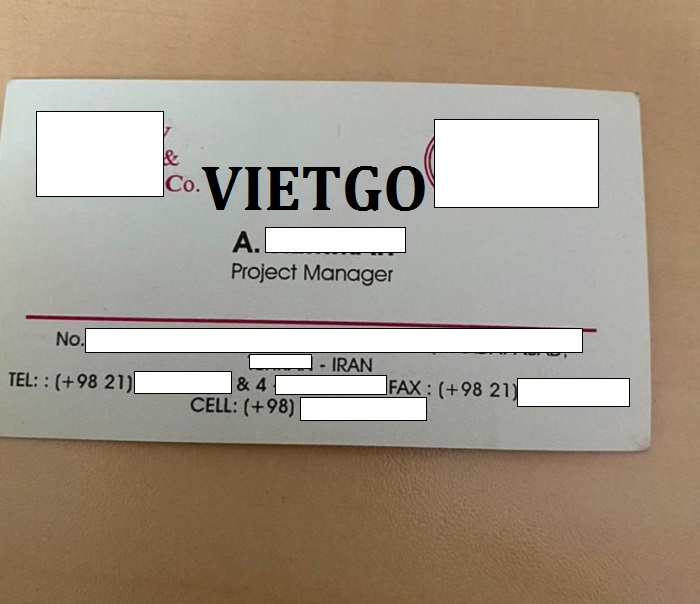 &
Co.
VIETGO
A.
Project Manager
No.
- IRAN
TEL: : (+98 21) & 4 FAX : (+98 21)
CELL: (+98)